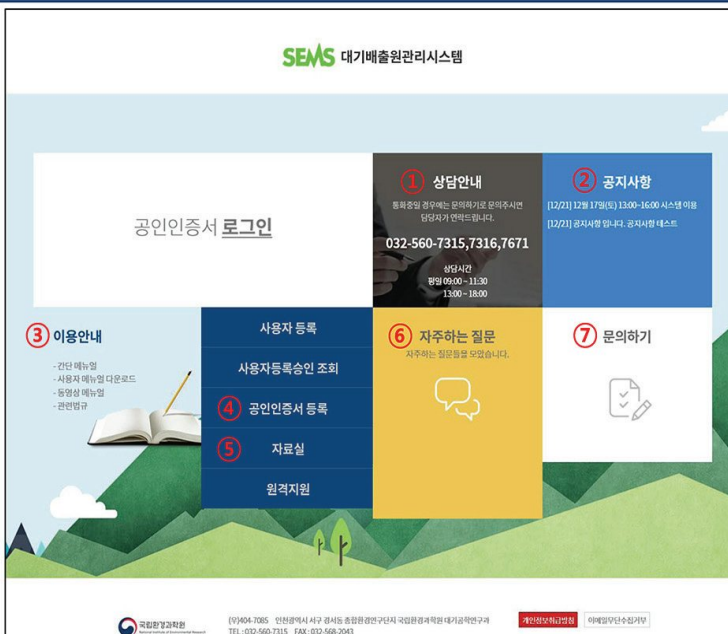 SEMS 대기배출원관리시스템
공인인증서 로그인
① 상담안내
통화중일 경우에는 문의하기로 문의주시면
담당자가 연락드립니다.
032-560-7315,7316,7671
상담시간
평일 09:00 ~ 11:30
13:00 ~ 18:00
② 공지사항
[12/21] 12월 17일(토) 13:00~16:00 시스템 이용
[12/21] 공지사항 입니다. 공지사항 테스트
③ 이용안내
- 간단 메뉴얼
- 사용자 메뉴얼 다운로드
- 동영상 메뉴얼
- 관련법규
사용자 등록
사용자등록승인 조회
④ 공인인증서 등록
⑤ 자료실
원격지원
⑥ 자주하는 질문
자주하는 질문들을 모았습니다.
⑦ 문의하기
국립환경과학원
National Institute of Environmental Research
(우)404-7085 인천광역시 서구 경서동 종합환경연구단지 국립환경과학원 대기공학연구과
TEL : 032-560-7315 FAX : 032-568-2043
개인정보취급방침
이메일무단수집거부